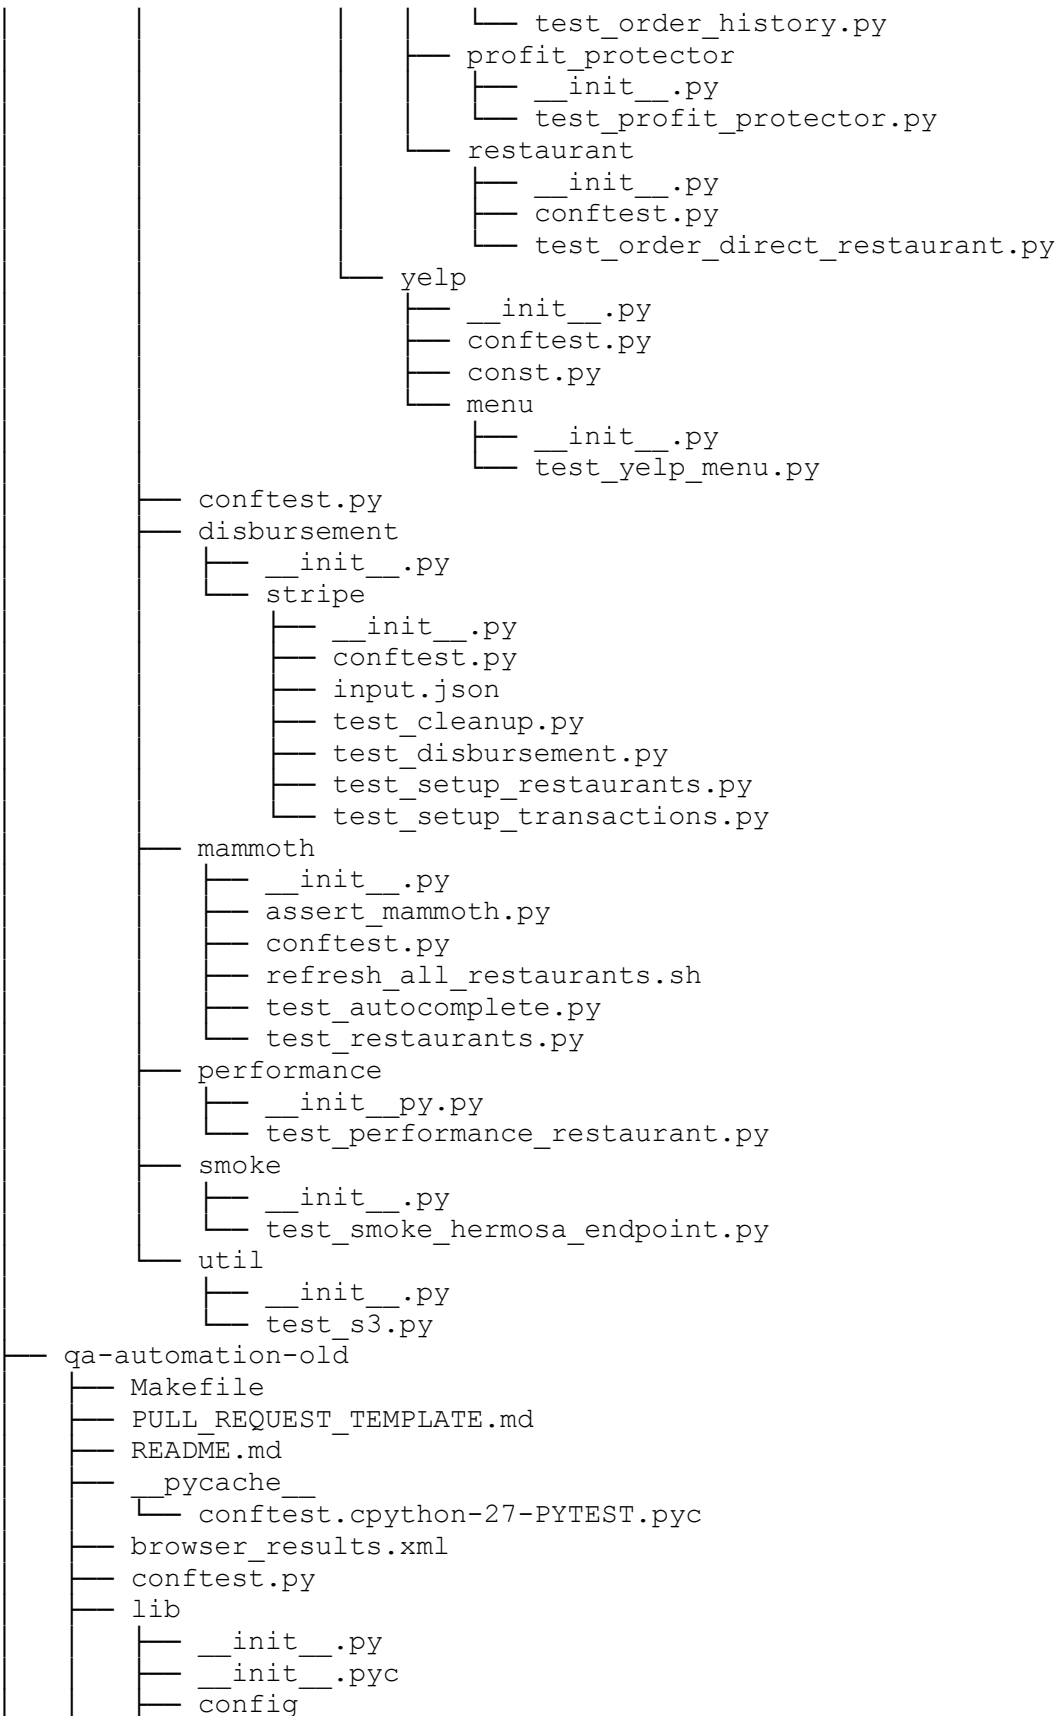 │           │                 │     │     └── test_order_history.py
│           │                 │     ├── profit_protector
│           │                 │     │     ├── __init__.py
│           │                 │     │     └── test_profit_protector.py
│           │                 │     └── restaurant
│           │                 │           ├── __init__.py
│           │                 │           ├── conftest.py
│           │                 │           └── test_order_direct_restaurant.py
│           │                 └── yelp
│           │                       ├── __init__.py
│           │                       ├── conftest.py
│           │                       ├── const.py
│           │                       └── menu
│           │                             ├── __init__.py
│           │                             └── test_yelp_menu.py
│           ├── conftest.py
│           ├── disbursement
│           │     ├── __init__.py
│           │     └── stripe
│           │           ├── __init__.py
│           │           ├── conftest.py
│           │           ├── input.json
│           │           ├── test_cleanup.py
│           │           ├── test_disbursement.py
│           │           ├── test_setup_restaurants.py
│           │           └── test_setup_transactions.py
│           ├── mammoth
│           │     ├── __init__.py
│           │     ├── assert_mammoth.py
│           │     ├── conftest.py
│           │     ├── refresh_all_restaurants.sh
│           │     ├── test_autocomplete.py
│           │     └── test_restaurants.py
│           ├── performance
│           │     ├── __init__py.py
│           │     └── test_performance_restaurant.py
│           ├── smoke
│           │     ├── __init__.py
│           │     └── test_smoke_hermosa_endpoint.py
│           └── util
│                 ├── __init__.py
│                 └── test_s3.py
├── qa-automation-old
│     ├── Makefile
│     ├── PULL_REQUEST_TEMPLATE.md
│     ├── README.md
│     ├── __pycache__
│     │     └── conftest.cpython-27-PYTEST.pyc
│     ├── browser_results.xml
│     ├── conftest.py
│     ├── lib
│     │     ├── __init__.py
│     │     ├── __init__.pyc
│     │     ├── config